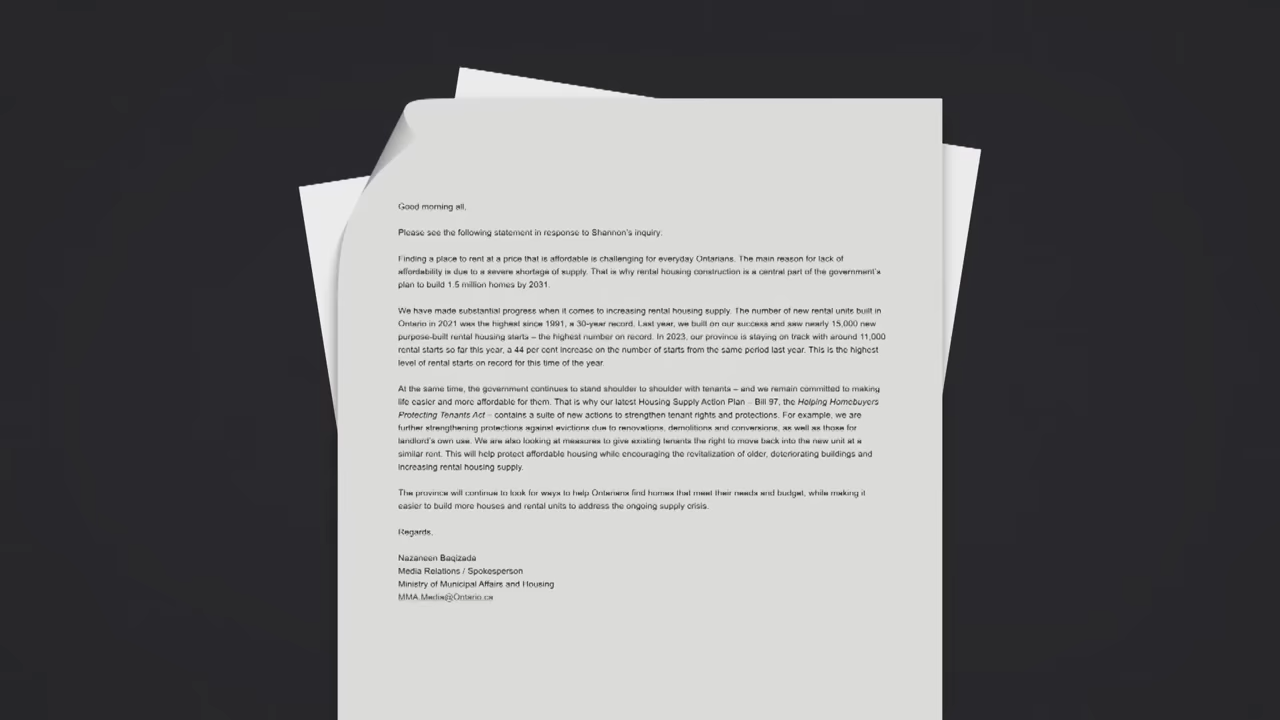 Good morning all,
Please see the following statement in response to Shannon's inquiry:
Finding a place to rent at a price that is affordable is challenging for everyday Ontarians. The main reason for lack of
affordability is due to a severe shortage of supply. That is why rental housing construction is a central part of the government's
plan to build 1.5 million homes by 2031.
We have made substantial progress when it comes to increasing rental housing supply. The number of new rental units built in
Ontario in 2021 was the highest since 1991, a 30-year record. Last year, we built on our success and saw nearly 15,000 new
purpose-built rental housing starts – the highest number on record. In 2023, our province is staying on track with around 11,000
rental starts so far this year, a 44 per cent increase on the number of starts from the same period last year. This is the highest
level of rental starts on record for this time of the year.
At the same time, the government continues to stand shoulder to shoulder with tenants – and we remain committed to making
life easier and more affordable for them. That is why our latest Housing Supply Action Plan – Bill 97, the Helping Homebuyers
Protecting Tenants Act – contains a suite of new actions to strengthen tenant rights and protections. For example, we are
further strengthening protections against evictions due to renovations, demolitions and conversions, as well as those for
landlord's own use. We are also looking at measures to give existing tenants the right to move back into the new unit at a
similar rent. This will help protect affordable housing while encouraging the revitalization of older, deteriorating buildings and
increasing rental housing supply.
The province will continue to look for ways to help Ontarians find homes that meet their needs and budget, while making it
easier to build more houses and rental units to address the ongoing supply crisis.
Regards,
Nazaneen Baqizada
Media Relations / Spokesperson
Ministry of Municipal Affairs and Housing
MMA.Media@Ontario.ca